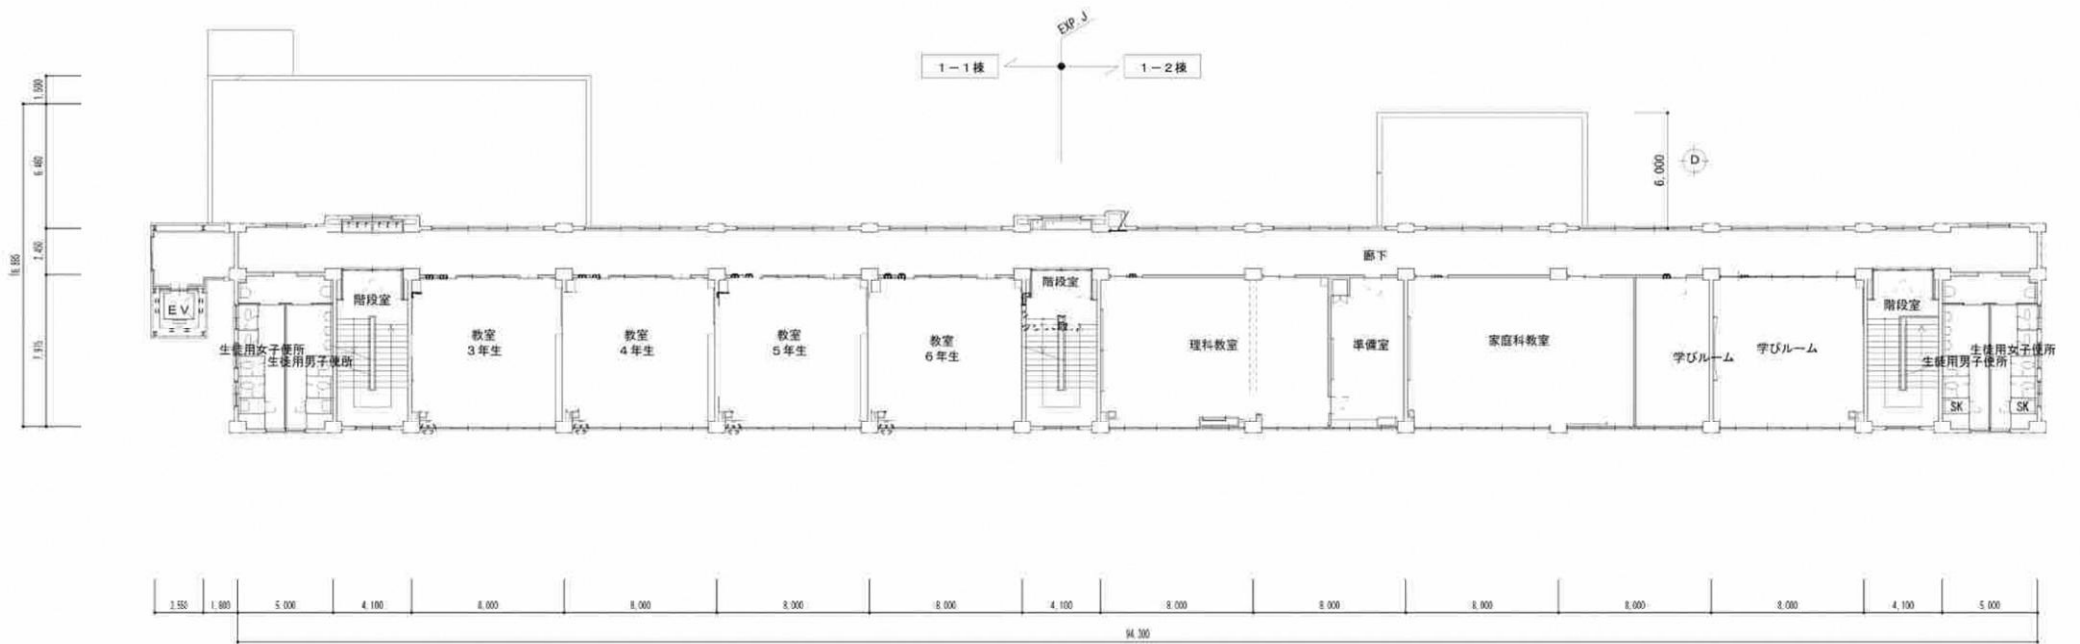 EXP.J
1-1棟
1-2棟
6,000
D
廊下
階段室
階段室
階段室
EV
生徒用女子便所
生徒用男子便所
教室
3年生
教室
4年生
教室
5年生
教室
6年生
理科教室
準備室
家庭科教室
学びルーム
学びルーム
生徒用女子便所
生徒用男子便所
SK
SK
7,975
5,000
4,100
8,000
8,000
8,000
8,000
4,100
8,000
8,000
8,000
8,000
8,000
4,100
5,000
94,300